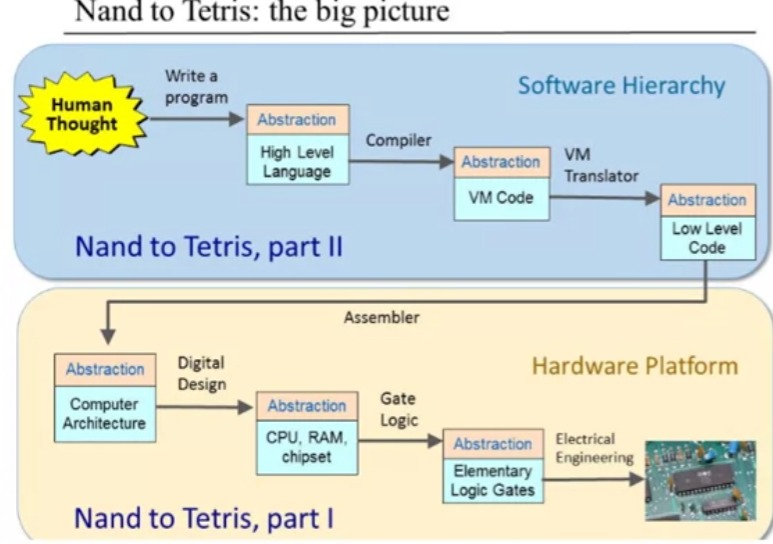 Nand to Tetris: the big picture
Software Hierarchy
Human
Thought
Write a
program
Abstraction
High Level
Language
Compiler
Abstraction
VM Code
VM
Translator
Abstraction
Low Level
Code
Nand to Tetris, part II
Assembler
Hardware Platform
Abstraction
Computer
Architecture
Digital
Design
Abstraction
CPU, RAM,
chipset
Gate
Logic
Abstraction
Elementary
Logic Gates
Electrical
Engineering
Nand to Tetris, part I